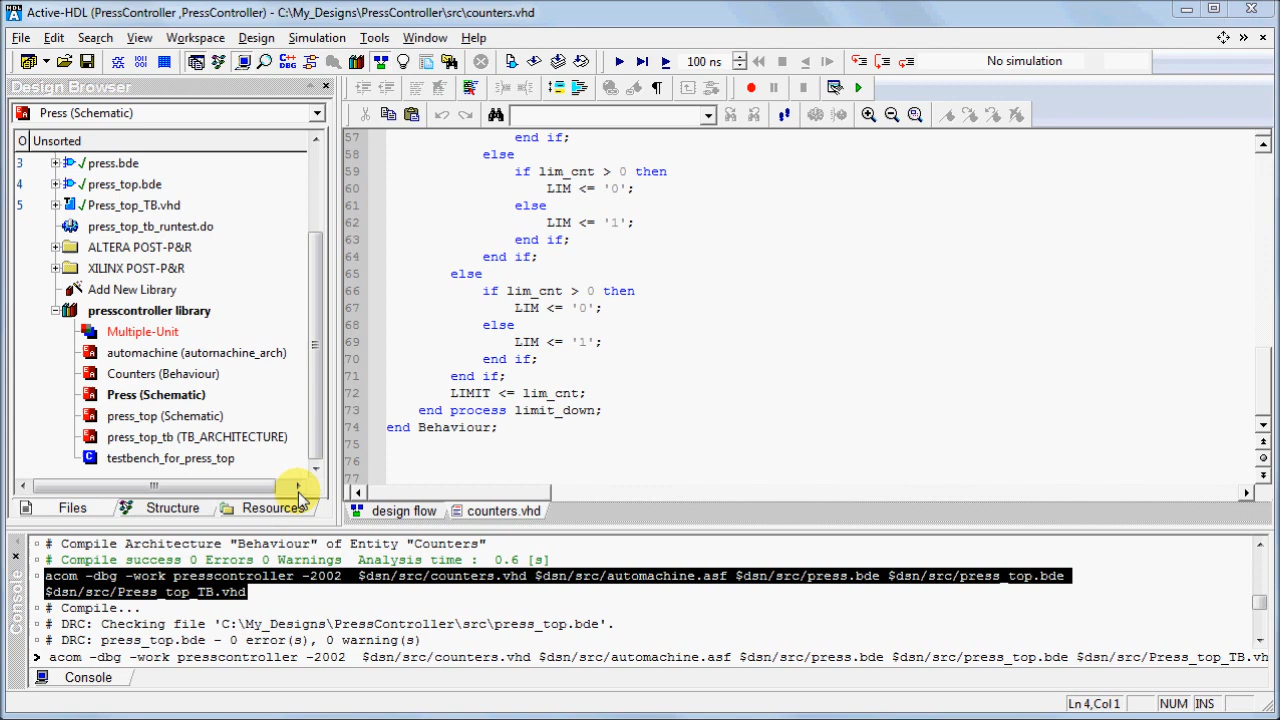 Active-HDL (PressController ,PressController) - C:\My_Designs\PressController\src\counters.vhd
File Edit Search View Workspace Design Simulation Tools Window Help
100 ns
No simulation
Design Browser
Press (Schematic)
O Unsorted
3 press.bde
4 press_top.bde
5 Press_top_TB.vhd
press_top_tb_runtest.do
ALTERA POST-P&R
XILINX POST-P&R
Add New Library
presscontroller library
Multiple-Unit
automachine (automachine_arch)
Counters (Behaviour)
Press (Schematic)
press_top (Schematic)
press_top_tb (TB_ARCHITECTURE)
testbench_for_press_top
Files Structure Resources
57 end if;
58 else
59 if lim_cnt > 0 then
60 LIM <= '0';
61 else
62 LIM <= '1';
63 end if;
64 end if;
65 else
66 if lim_cnt > 0 then
67 LIM <= '0';
68 else
69 LIM <= '1';
70 end if;
71 end if;
72 LIMIT <= lim_cnt;
73 end process limit_down;
74 end Behaviour;
75
76
77
design flow counters.vhd
# Compile Architecture "Behaviour" of Entity "Counters"
# Compile success 0 Errors 0 Warnings Analysis time : 0.6 [s]
acom -dbg -work presscontroller -2002 $dsn/src/counters.vhd $dsn/src/automachine.asf $dsn/src/press.bde $dsn/src/press_top.bde
$dsn/src/Press_top_TB.vhd
# Compile...
# DRC: Checking file 'C:\My_Designs\PressController\src\press_top.bde'.
# DRC: press_top.bde - 0 error(s), 0 warning(s)
> acom -dbg -work presscontroller -2002 $dsn/src/counters.vhd $dsn/src/automachine.asf $dsn/src/press.bde $dsn/src/press_top.bde $dsn/src/Press_top_TB.vh
Console
Console
Ln 4,Col 1 NUM INS